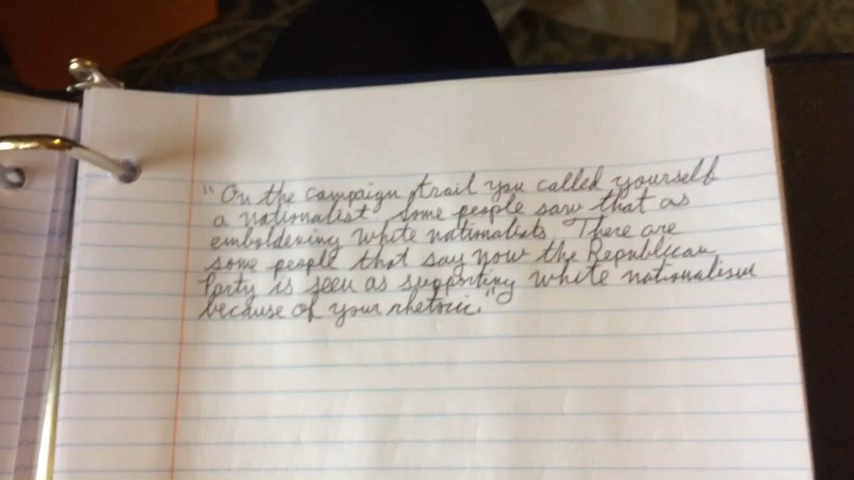 "On the campaign trail you called yourself
a nationalist. Some people saw that as
emboldening white nationalists. There are
some people that say now the Republican
Party is seen as supporting white nationalism
because of your rhetoric."